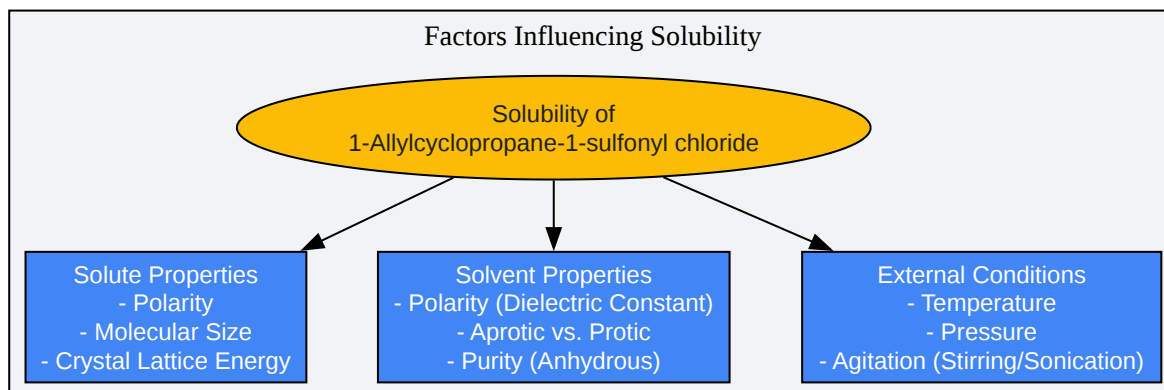 Factors Influencing Solubility
Solubility of
1-Allylcyclopropane-1-sulfonyl chloride
Solute Properties
- Polarity
- Molecular Size
- Crystal Lattice Energy
Solvent Properties
- Polarity (Dielectric Constant)
- Aprotic vs. Protic
- Purity (Anhydrous)
External Conditions
- Temperature
- Pressure
- Agitation (Stirring/Sonication)